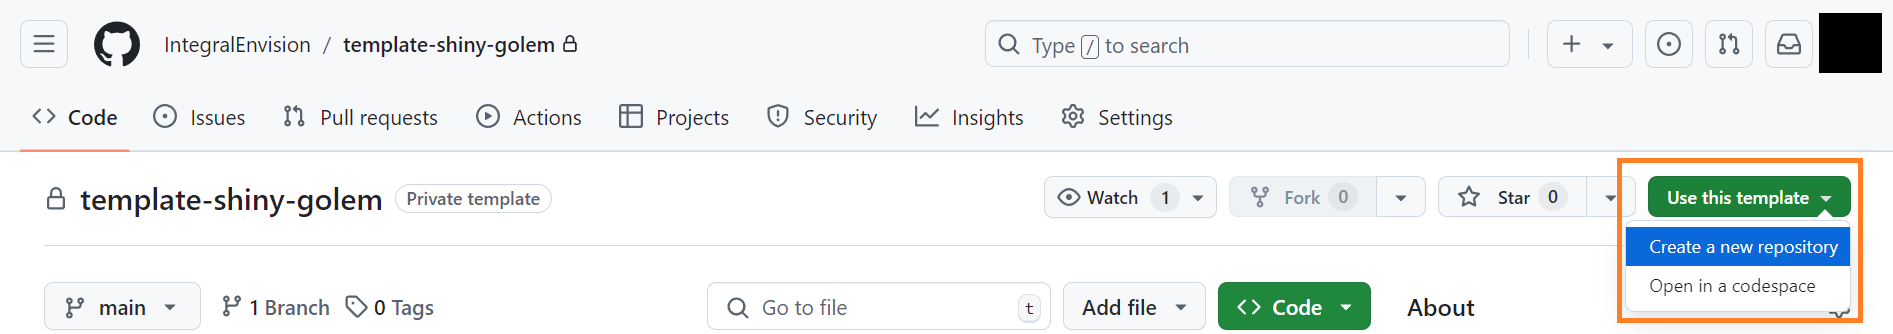 IntegralEnvision / template-shiny-golem
Type / to search
Code Issues Pull requests Actions Projects Security Insights Settings
template-shiny-golem Private template
Watch 1 Fork 0 Star 0 Use this template
Create a new repository
Open in a codespace
main 1 Branch 0 Tags Go to file t Add file Code About